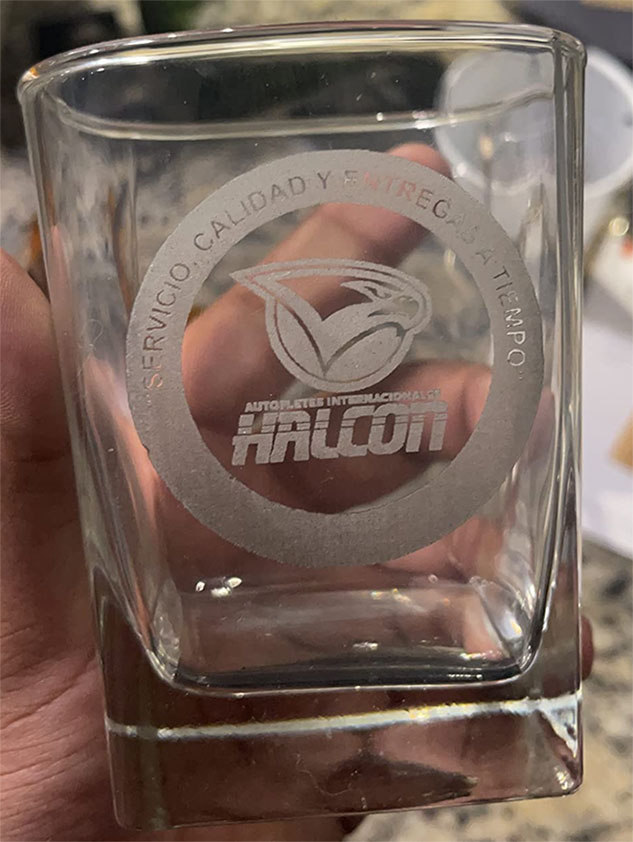 "SERVICIO, CALIDAD Y ENTREGAS A TIEMPO"
AUTOFLETES INTERNACIONALES
HALCON